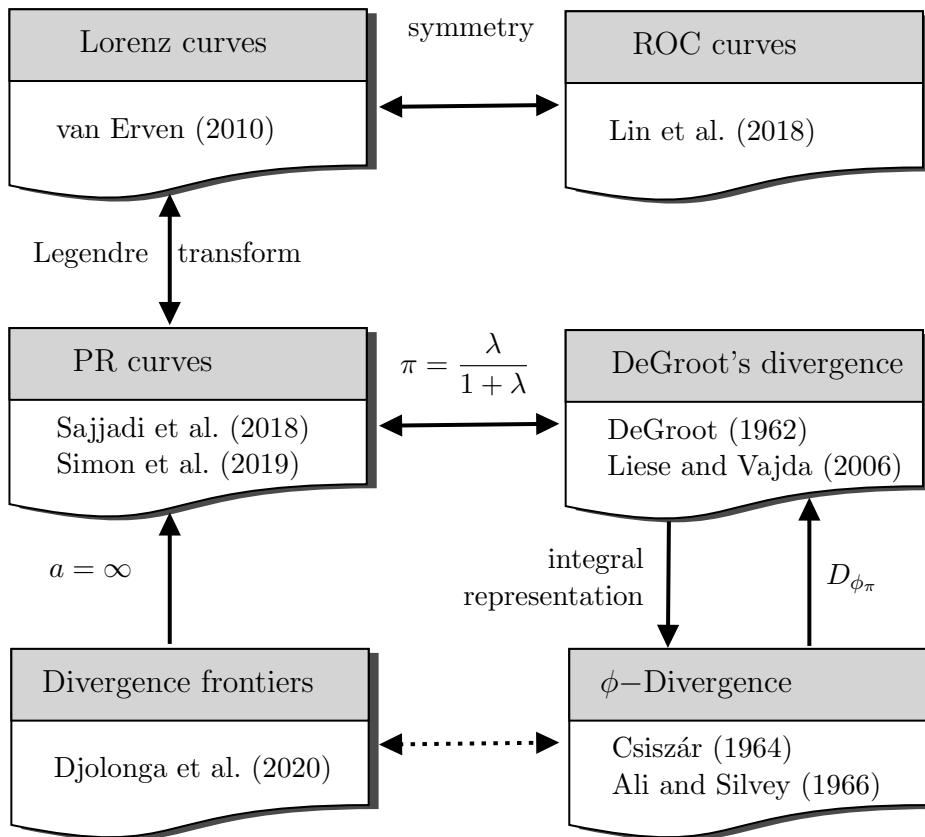 Lorenz curves
symmetry
ROC curves
van Erven (2010)
Lin et al. (2018)
Legendre transform
PR curves
π = λ / (1 + λ)
DeGroot's divergence
Sajjadi et al. (2018)
Simon et al. (2019)
DeGroot (1962)
Liese and Vajda (2006)
a = ∞
integral
representation
D_{ϕ_π}
Divergence frontiers
ϕ−Divergence
Djolonga et al. (2020)
Csiszár (1964)
Ali and Silvey (1966)